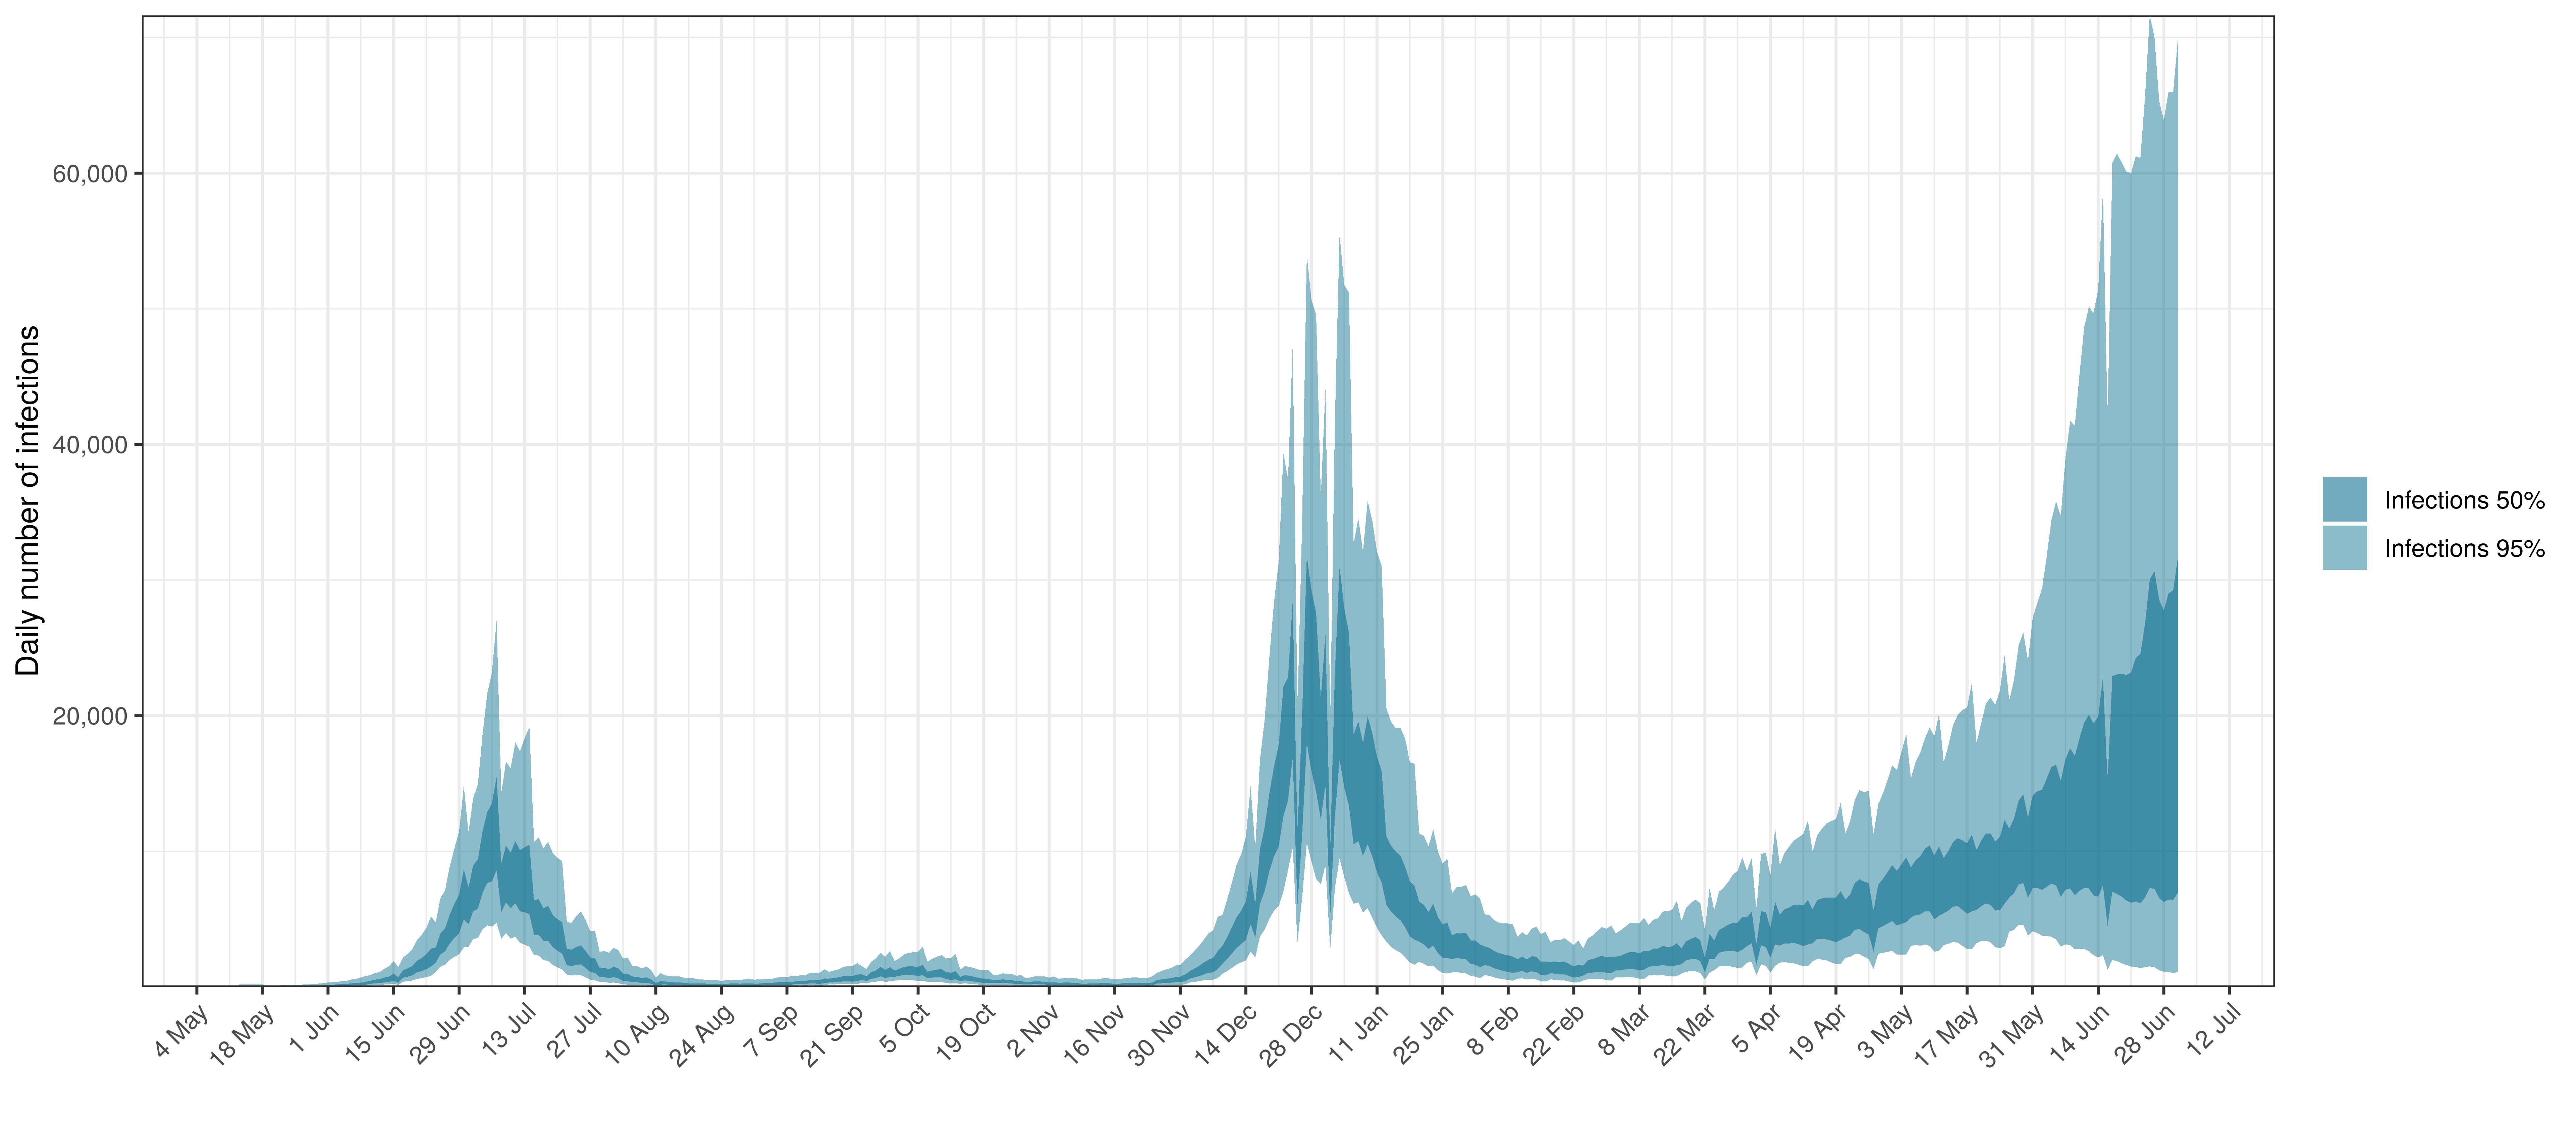 Daily number of infections
60,000
40,000
20,000
4 May
18 May
1 Jun
15 Jun
29 Jun
13 Jul
27 Jul
10 Aug
24 Aug
7 Sep
21 Sep
5 Oct
19 Oct
2 Nov
16 Nov
30 Nov
14 Dec
28 Dec
11 Jan
25 Jan
8 Feb
22 Feb
8 Mar
22 Mar
5 Apr
19 Apr
3 May
17 May
31 May
14 Jun
28 Jun
12 Jul
Infections 50%
Infections 95%